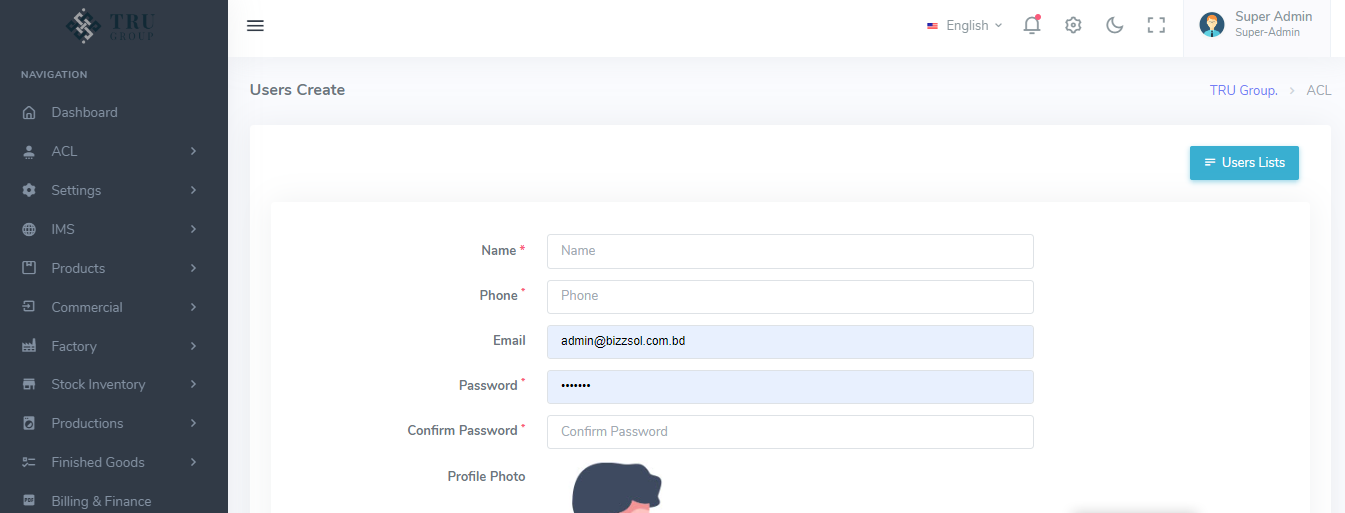 TRU
GROUP
English
Super Admin
Super-Admin
NAVIGATION
Users Create
TRU Group. > ACL
Dashboard
ACL
Users Lists
Settings
IMS
Name *
Name
Products
Phone *
Phone
Commercial
Email
admin@bizzsol.com.bd
Factory
Password *
•••••••
Stock Inventory
Confirm Password *
Confirm Password
Productions
Finished Goods
Profile Photo
Billing & Finance